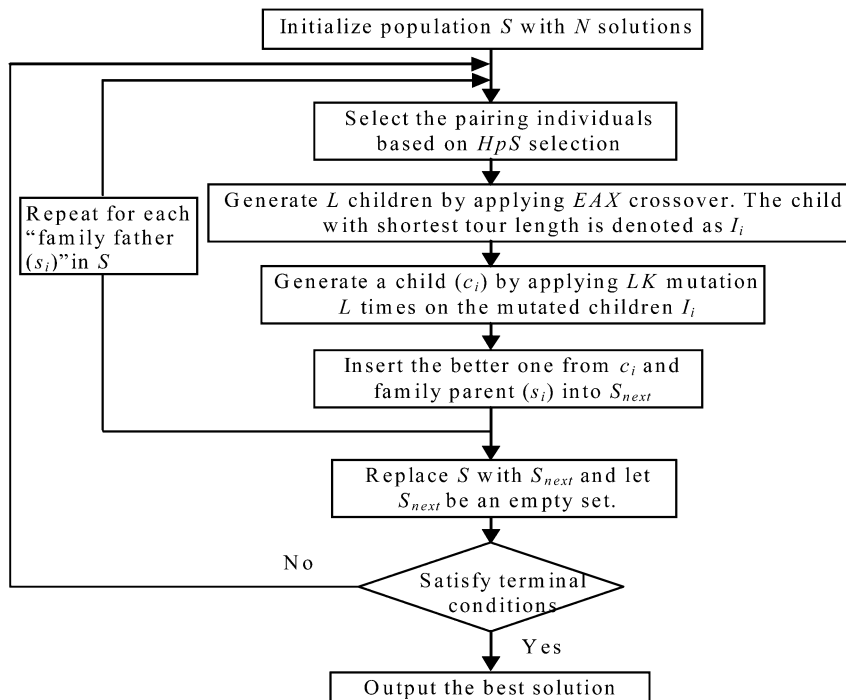 Initialize population S with N solutions
Select the pairing individuals
based on HpS selection
Generate L children by applying EAX crossover. The child
with shortest tour length is denoted as Iᵢ
Repeat for each
“family father
(sᵢ)”in S
Generate a child (cᵢ) by applying LK mutation
L times on the mutated children Iᵢ
Insert the better one from cᵢ and
family parent (sᵢ) into Snext
Replace S with Snext and let
Snext be an empty set.
No
Satisfy terminal
conditions
Yes
Output the best solution